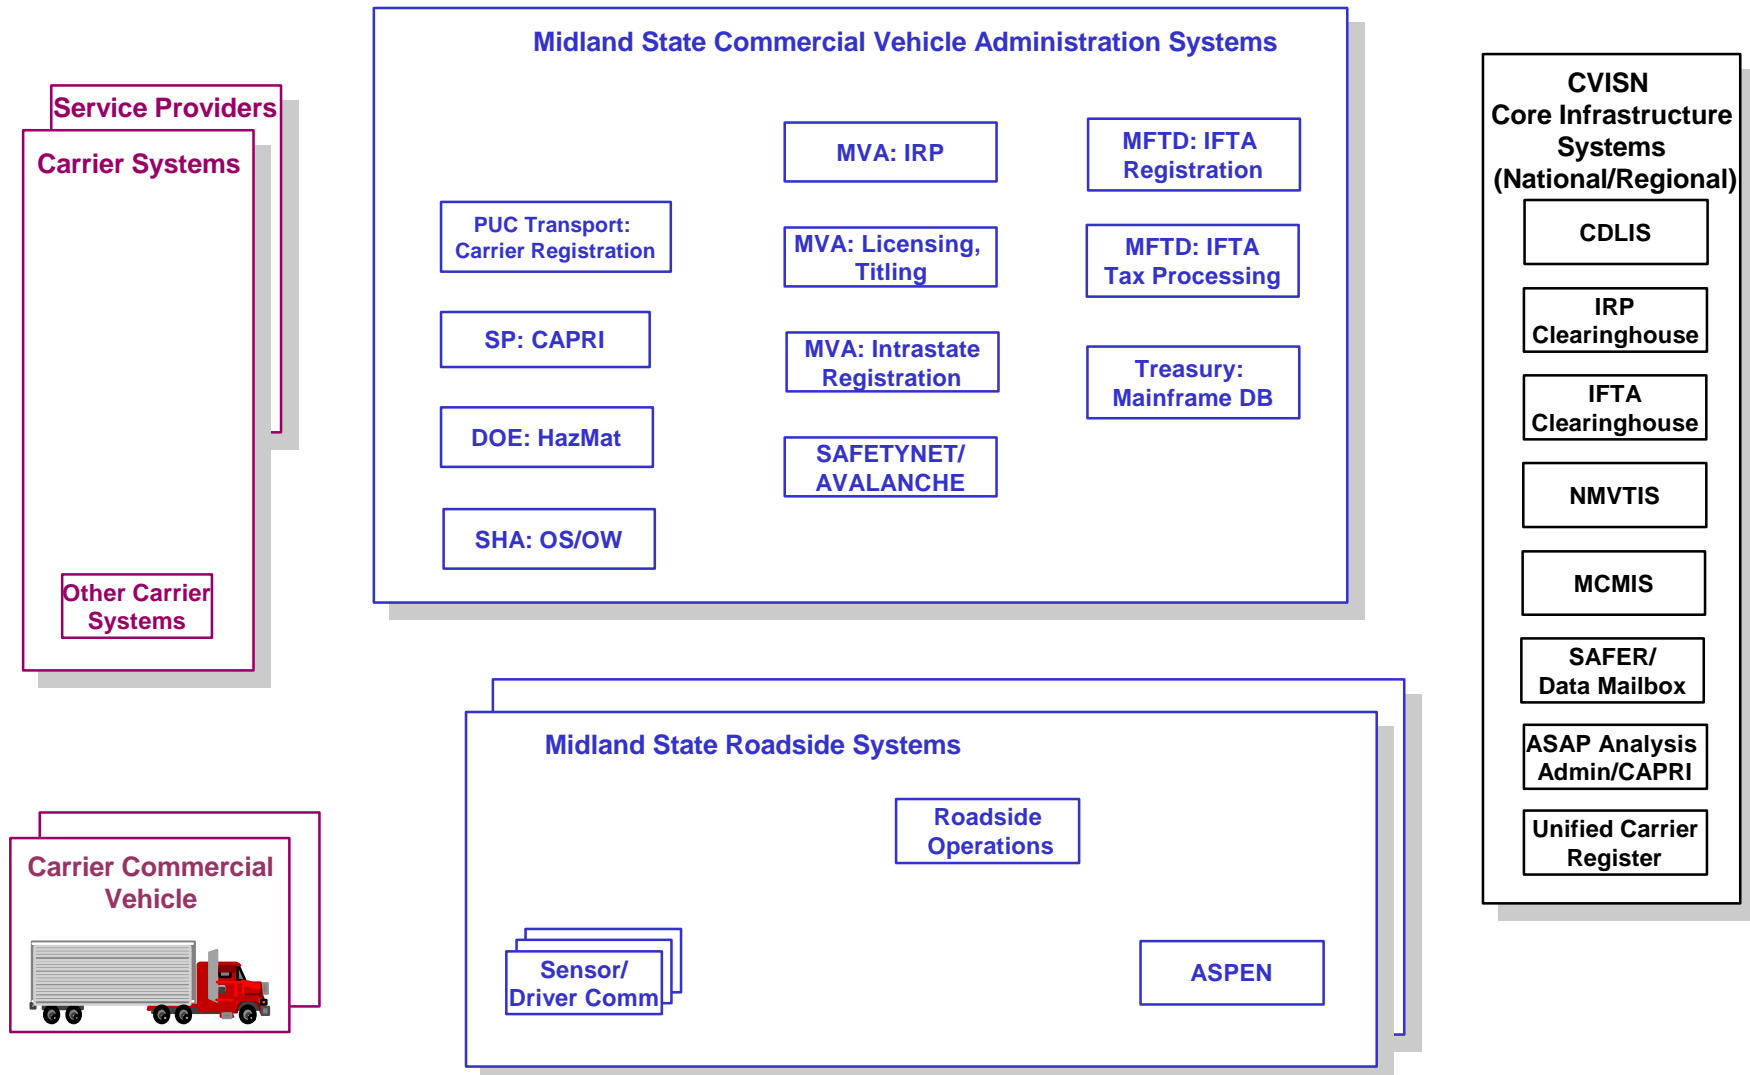 Midland State Commercial Vehicle Administration Systems
Service Providers
Carrier Systems
Other Carrier
Systems
PUC Transport:
Carrier Registration
SP: CAPRI
DOE: HazMat
SHA: OS/OW
MVA: IRP
MVA: Licensing,
Titling
MVA: Intrastate
Registration
SAFETYNET/
AVALANCHE
MFTD: IFTA
Registration
MFTD: IFTA
Tax Processing
Treasury:
Mainframe DB
CVISN
Core Infrastructure
Systems
(National/Regional)
CDLIS
IRP
Clearinghouse
IFTA
Clearinghouse
NMVTIS
MCMIS
SAFER/
Data Mailbox
ASAP Analysis
Admin/CAPRI
Unified Carrier
Register
Carrier Commercial
Vehicle
Midland State Roadside Systems
Roadside
Operations
Sensor/
Driver Comm
ASPEN